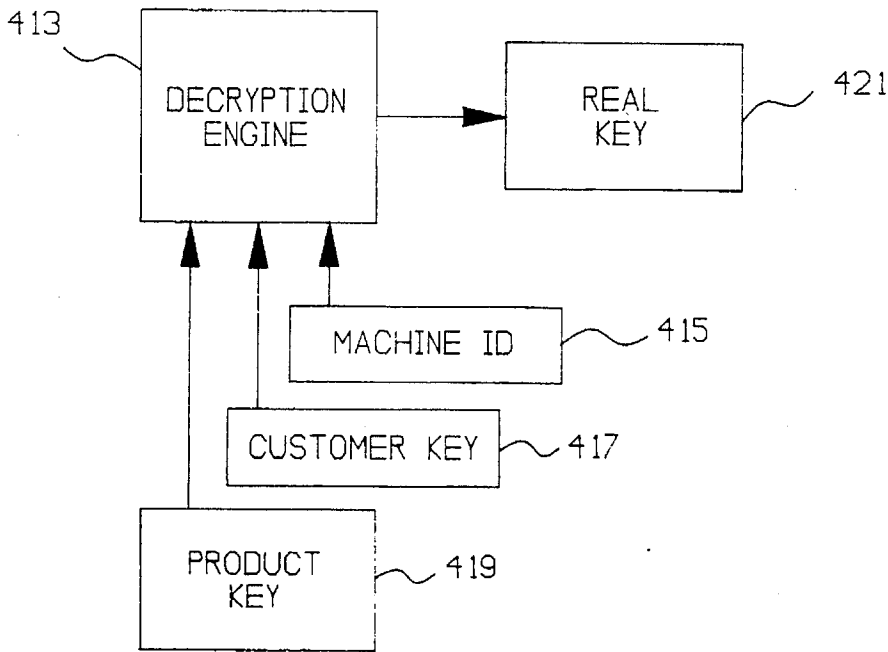 413
DECRYPTION
ENGINE
REAL
KEY
421
MACHINE ID
415
CUSTOMER KEY
417
PRODUCT
KEY
419